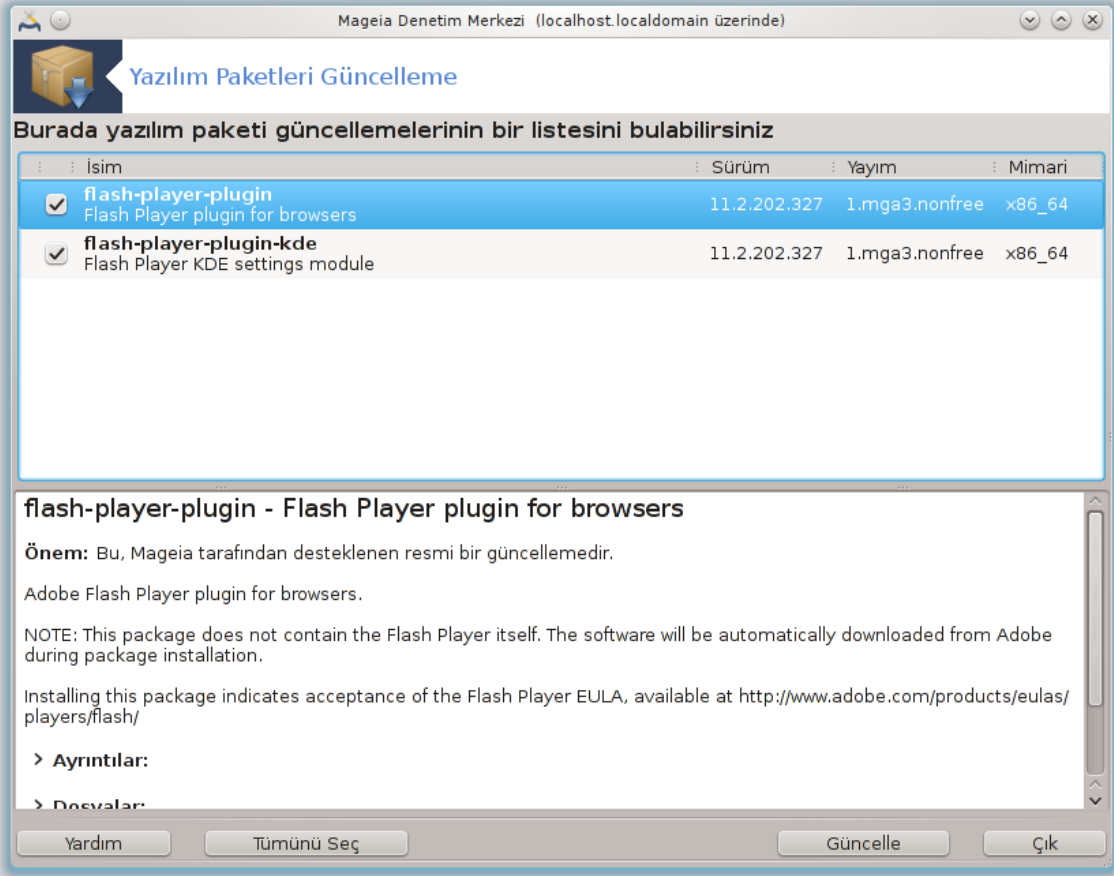 Mageia Denetim Merkezi (localhost.localdomain üzerinde)
Yazılım Paketleri Güncelleme
Burada yazılım paketi güncellemelerinin bir listesini bulabilirsiniz
İsim Sürüm Yayım Mimari
flash-player-plugin
Flash Player plugin for browsers
11.2.202.327 1.mga3.nonfree x86_64
flash-player-plugin-kde
Flash Player KDE settings module
11.2.202.327 1.mga3.nonfree x86_64
flash-player-plugin - Flash Player plugin for browsers
Önem: Bu, Mageia tarafından desteklenen resmi bir güncellemedir.
Adobe Flash Player plugin for browsers.
NOTE: This package does not contain the Flash Player itself. The software will be automatically downloaded from Adobe
during package installation.
Installing this package indicates acceptance of the Flash Player EULA, available at http://www.adobe.com/products/eulas/
players/flash/
Ayrıntılar:
Dosyalar:
Yardım Tümünü Seç Güncelle Çık